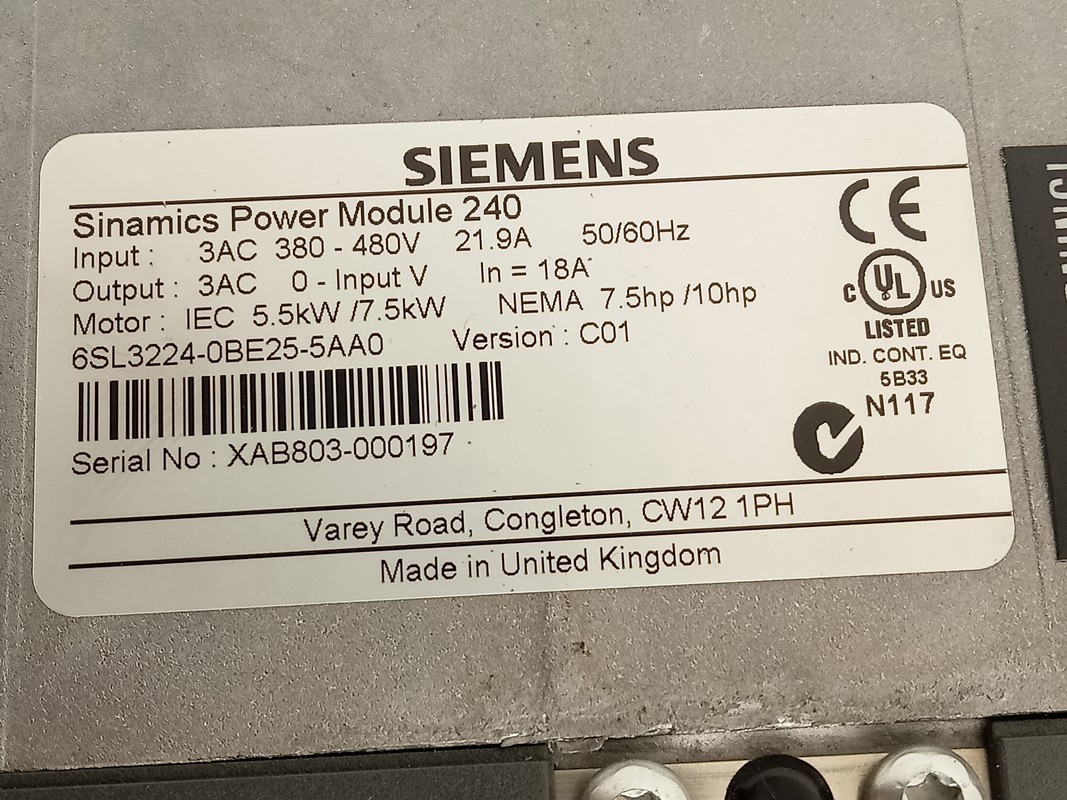 SIEMENS
Sinamics Power Module 240
Input : 3AC 380 - 480V 21.9A 50/60Hz
Output : 3AC 0 - Input V In = 18A
Motor : IEC 5.5kW /7.5kW NEMA 7.5hp /10hp
6SL3224-0BE25-5AA0 Version : C01
Serial No : XAB803-000197
CE
C UL US
LISTED
IND. CONT. EQ
5B33
N117
Varey Road, Congleton, CW12 1PH
Made in United Kingdom